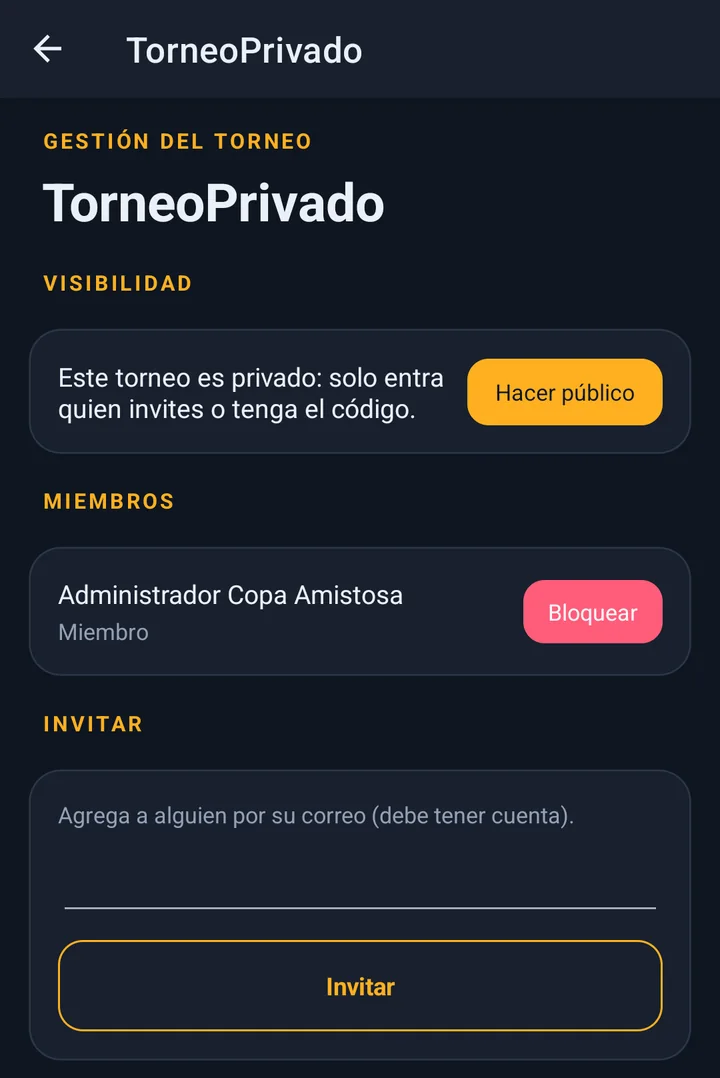 TorneoPrivado
GESTIÓN DEL TORNEO
TorneoPrivado
VISIBILIDAD
Este torneo es privado: solo entra
quien invites o tenga el código.
Hacer público
MIEMBROS
Administrador Copa Amistosa
Miembro
Bloquear
INVITAR
Agrega a alguien por su correo (debe tener cuenta).
Invitar